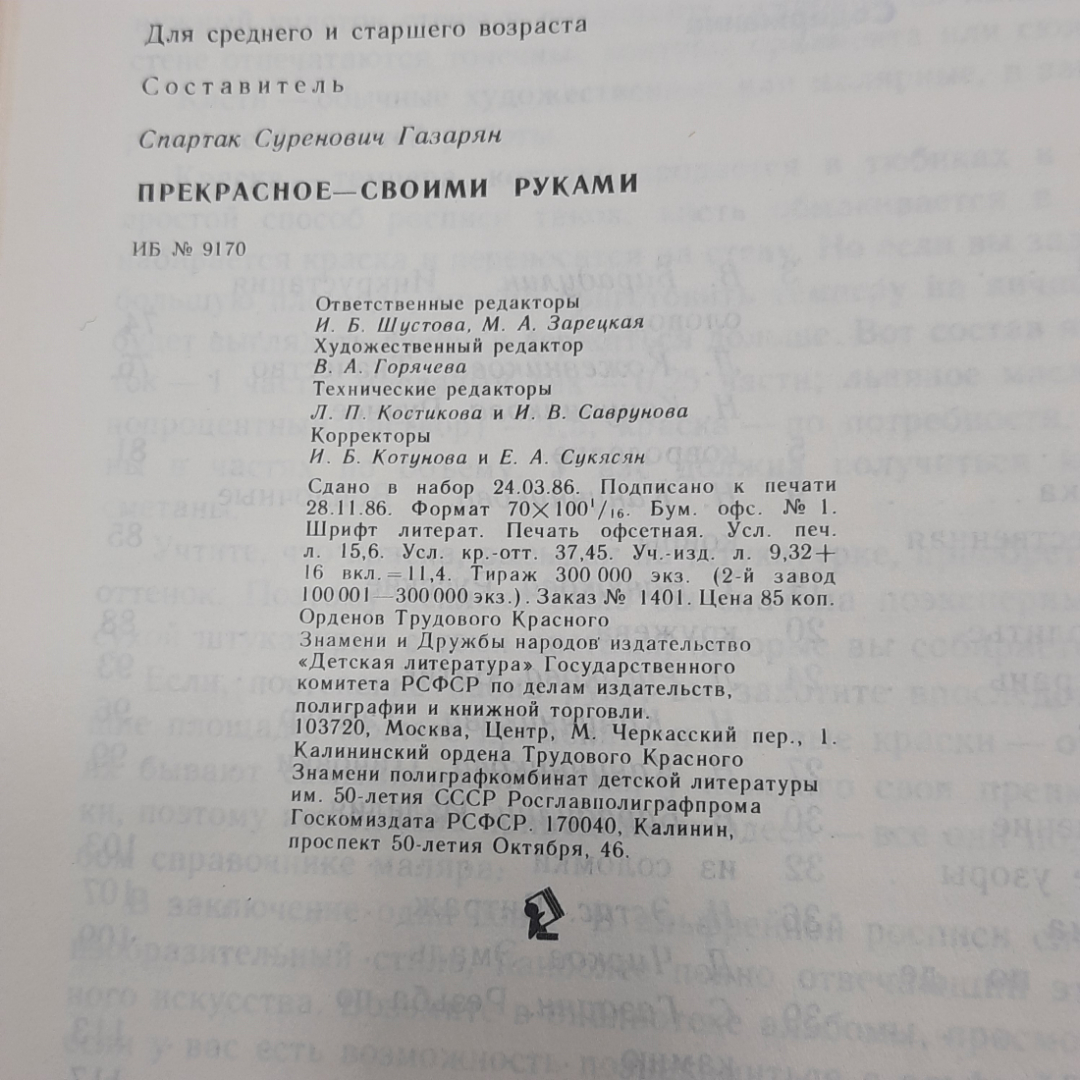 Для среднего и старшего возраста
Составитель
Спартак Суренович Газарян
ПРЕКРАСНОЕ—СВОИМИ РУКАМИ
ИБ № 9170
Ответственные редакторы
И. Б. Шустова, М. А. Зарецкая
Художественный редактор
В. А. Горячева
Технические редакторы
Л. П. Костикова и И. В. Саврунова
Корректоры
И. Б. Котунова и Е. А. Сукясян
Сдано в набор 24.03.86. Подписано к печати
28.11.86. Формат 70×100¹/₁₆. Бум. офс. № 1.
Шрифт литерат. Печать офсетная. Усл. печ.
л. 15,6. Усл. кр.-отт. 37,45. Уч.-изд. л. 9,32+
16 вкл.=11,4. Тираж 300 000 экз. (2-й завод
100 001—300 000 экз.). Заказ № 1401. Цена 85 коп.
Орденов Трудового Красного
Знамени и Дружбы народов издательство
«Детская литература» Государственного
комитета РСФСР по делам издательств,
полиграфии и книжной торговли.
103720, Москва, Центр, М. Черкасский пер., 1.
Калининский ордена Трудового Красного
Знамени полиграфкомбинат детской литературы
им. 50-летия СССР Росглавполиграфпрома
Госкомиздата РСФСР. 170040, Калинин,
проспект 50-летия Октября, 46.